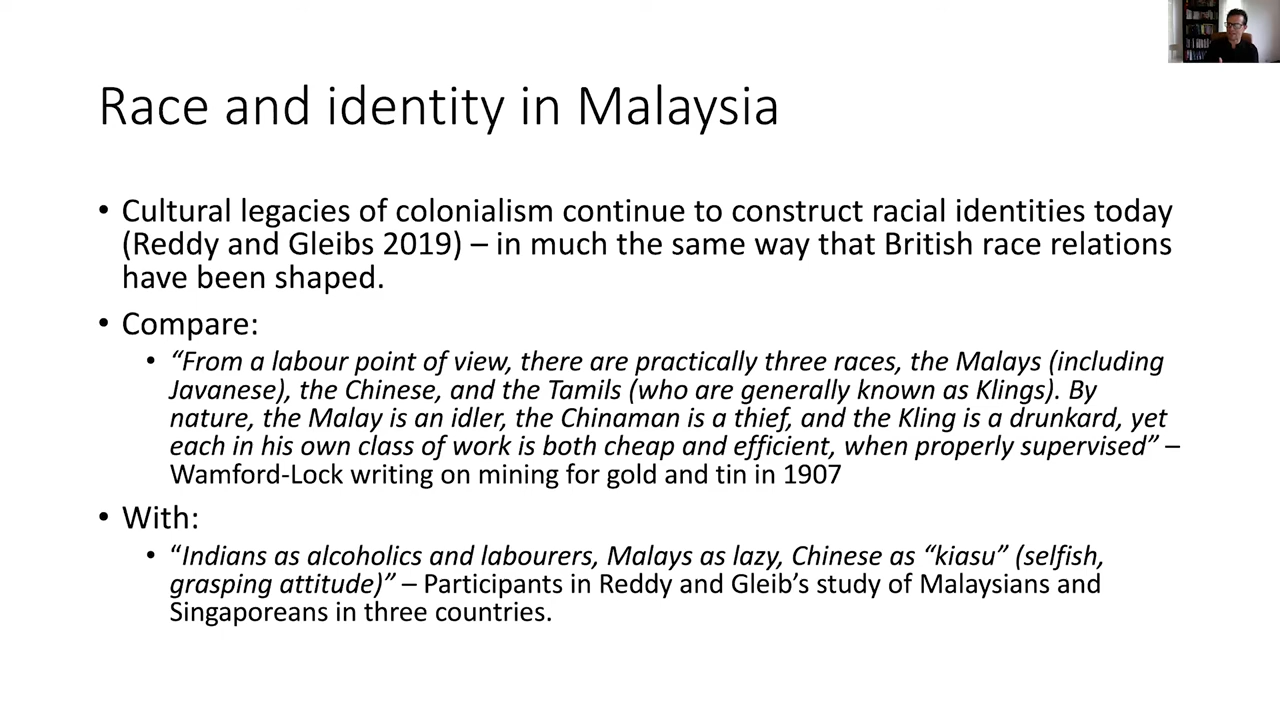 Race and identity in Malaysia
• Cultural legacies of colonialism continue to construct racial identities today
(Reddy and Gleibs 2019) – in much the same way that British race relations
have been shaped.
• Compare:
• “From a labour point of view, there are practically three races, the Malays (including
Javanese), the Chinese, and the Tamils (who are generally known as Klings). By
nature, the Malay is an idler, the Chinaman is a thief, and the Kling is a drunkard, yet
each in his own class of work is both cheap and efficient, when properly supervised” –
Wamford-Lock writing on mining for gold and tin in 1907
• With:
• “Indians as alcoholics and labourers, Malays as lazy, Chinese as “kiasu” (selfish,
grasping attitude)” – Participants in Reddy and Gleib’s study of Malaysians and
Singaporeans in three countries.